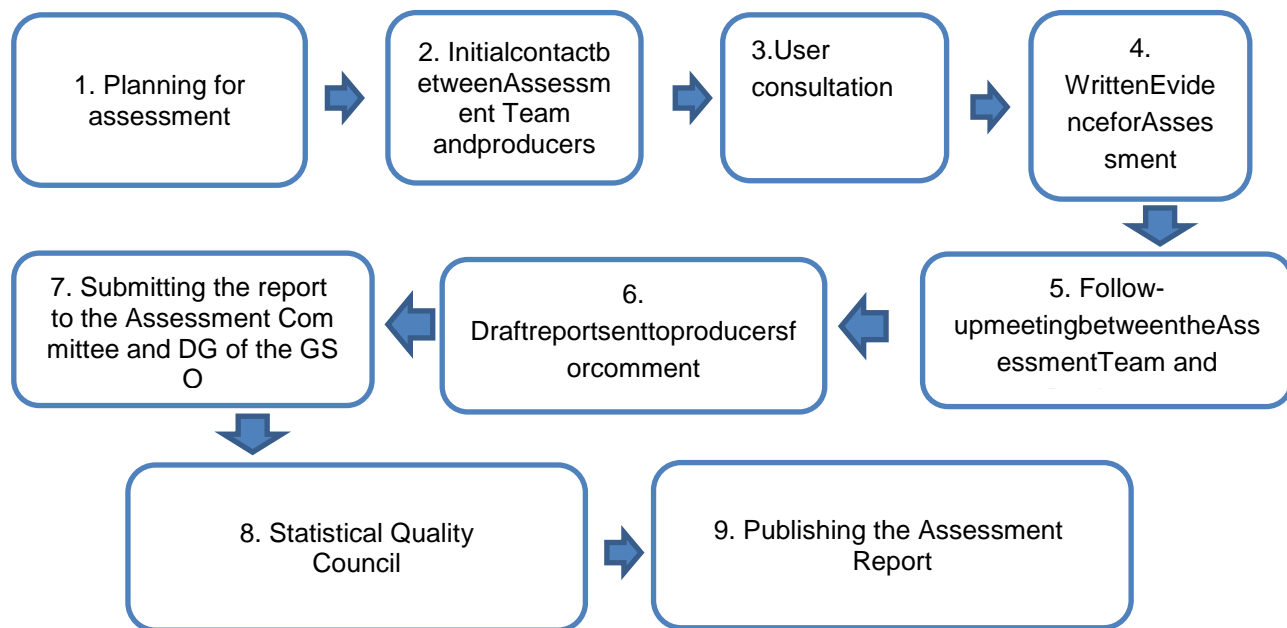 1. Planning for
assessment
2. Initialcontactb
etweenAssessm
ent Team
andproducers
3.User
consultation
4.
WrittenEvide
nceforAsses
sment
5. Follow-
upmeetingbetweentheAss
essmentTeam and
6.
Draftreportsenttoproducersf
orcomment
7. Submitting the report
to the Assessment Com
mittee and DG of the GS
O
8. Statistical Quality
Council
9. Publishing the Assessment
Report